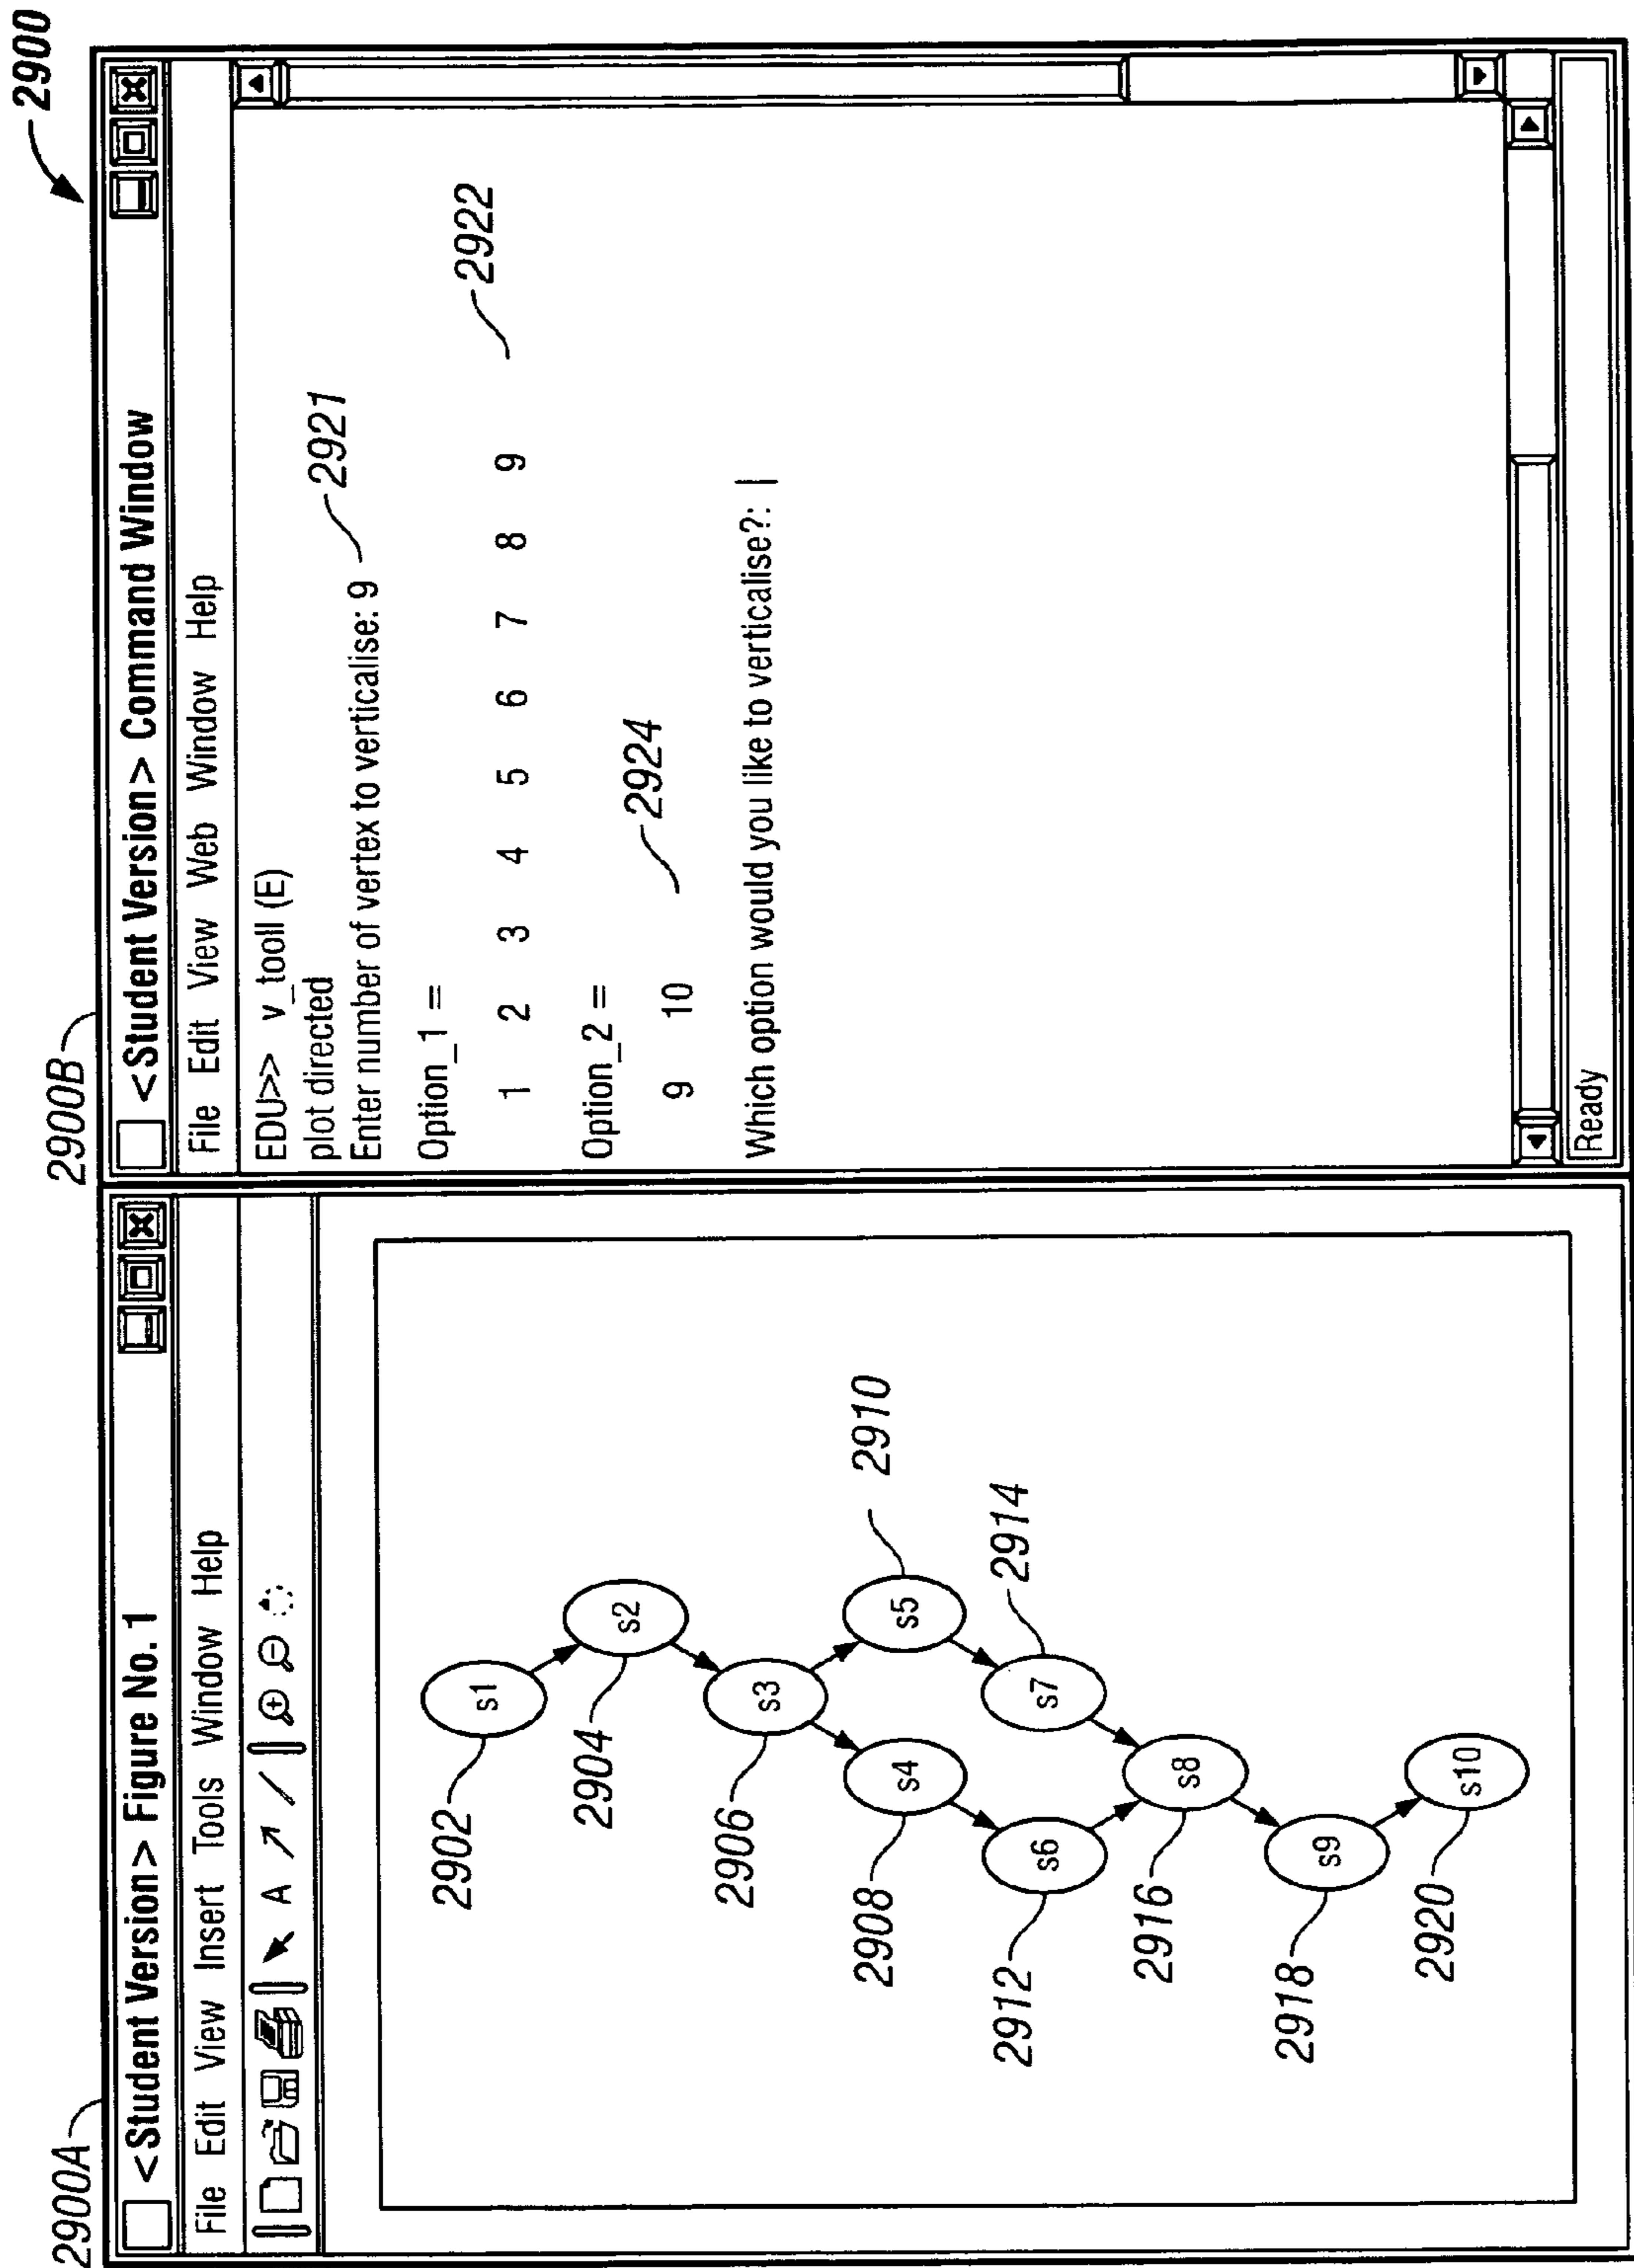 2900
2900A
<Student Version> Figure No. 1
File Edit View Insert Tools Window Help
A
s1
2902
s2
2904
s3
2906
s4
2908
s5
2910
s6
2912
s7
2914
s8
2916
s9
2918
s10
2920
2900B
<Student Version> Command Window
File Edit View Web Window Help
EDU>> v_tooll (E)
plot directed
Enter number of vertex to verticalise: 9
2921
Option_1 =
1 2 3 4 5 6 7 8 9
2922
Option_2 =
9 10
2924
Which option would you like to verticalise?: |
Ready